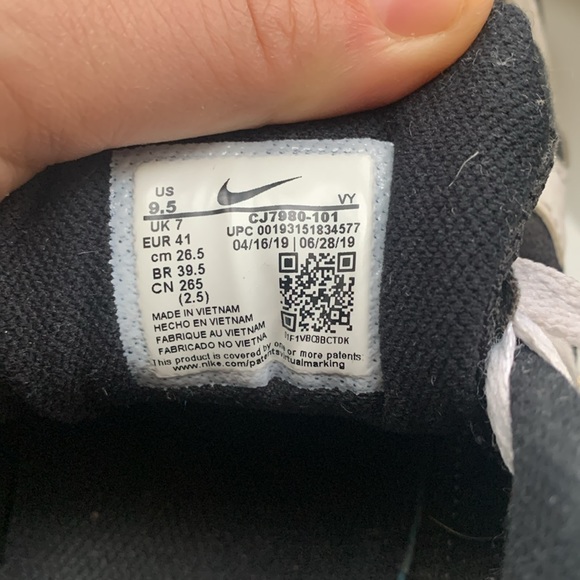 US VY
9.5 CJ7980-101
UK 7 UPC 00193151834577
EUR 41 04/16/19 | 06/28/19
cm 26.5
BR 39.5
CN 265
(2.5)
MADE IN VIETNAM
HECHO EN VIETNAM
FABRIQUE AU VIETNAM
FABRICADO NO VIETNA
This product is covered by one or more patents
www.nike.com/patentsvirtualmarking